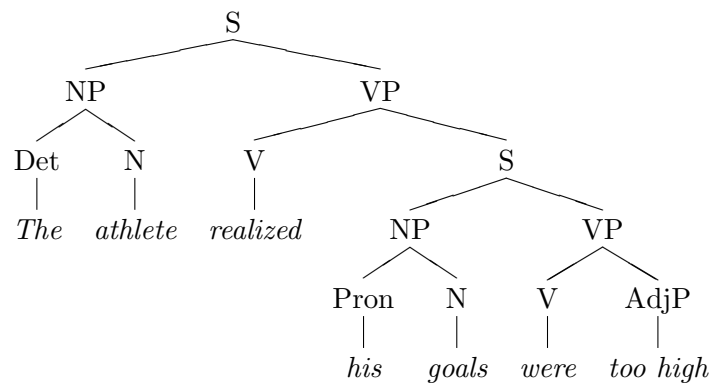 S
NP VP
Det N V S
The athlete realized NP VP
Pron N V AdjP
his goals were too high